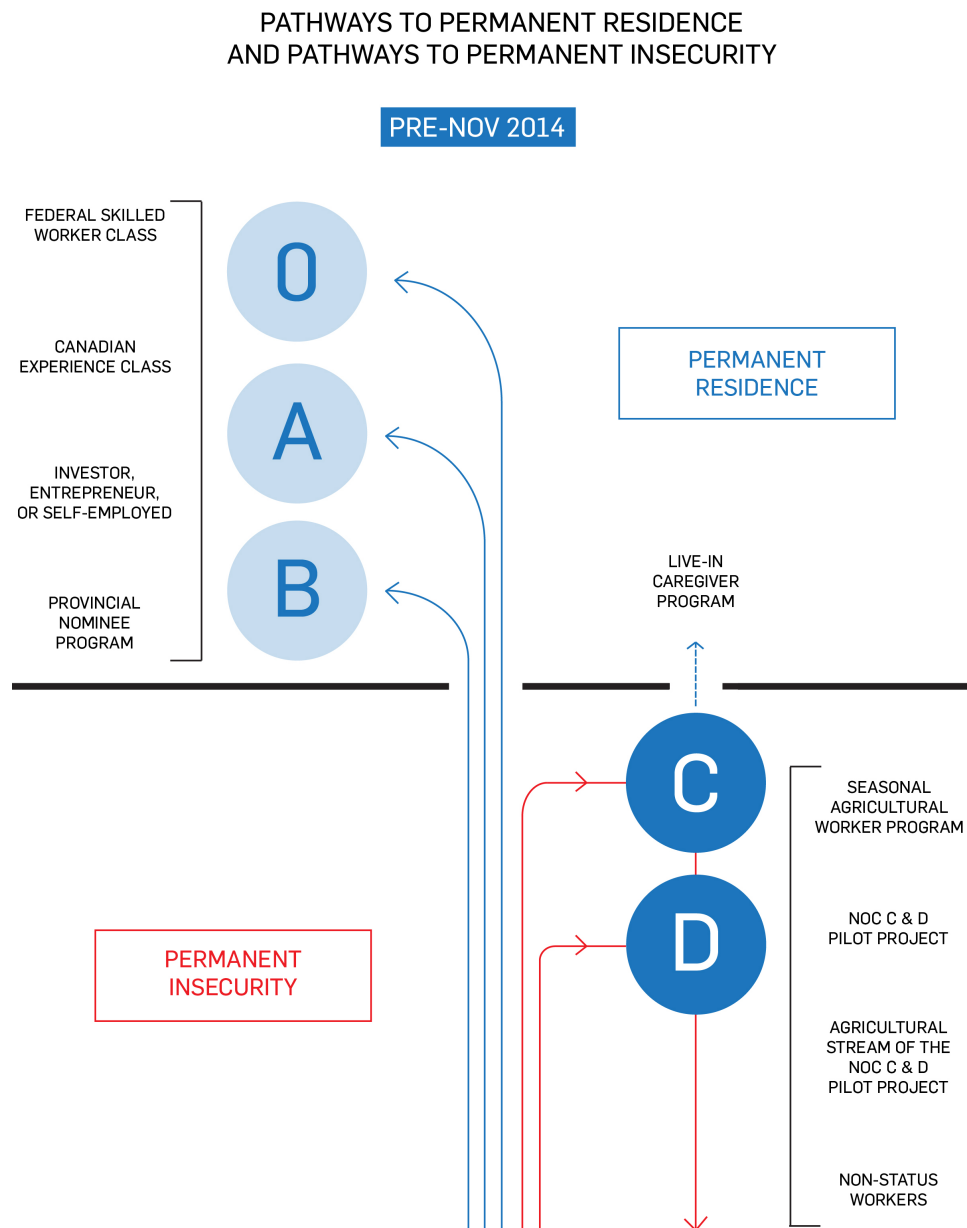 PATHWAYS TO PERMANENT RESIDENCE
AND PATHWAYS TO PERMANENT INSECURITY
PRE-NOV 2014
FEDERAL SKILLED
WORKER CLASS
CANADIAN
EXPERIENCE CLASS
INVESTOR,
ENTREPRENEUR,
OR SELF-EMPLOYED
PROVINCIAL
NOMINEE
PROGRAM
0
A
B
PERMANENT
RESIDENCE
LIVE-IN
CAREGIVER
PROGRAM
C
D
SEASONAL
AGRICULTURAL
WORKER PROGRAM
NOC C & D
PILOT PROJECT
AGRICULTURAL
STREAM OF THE
NOC C & D
PILOT PROJECT
NON-STATUS
WORKERS
PERMANENT
INSECURITY